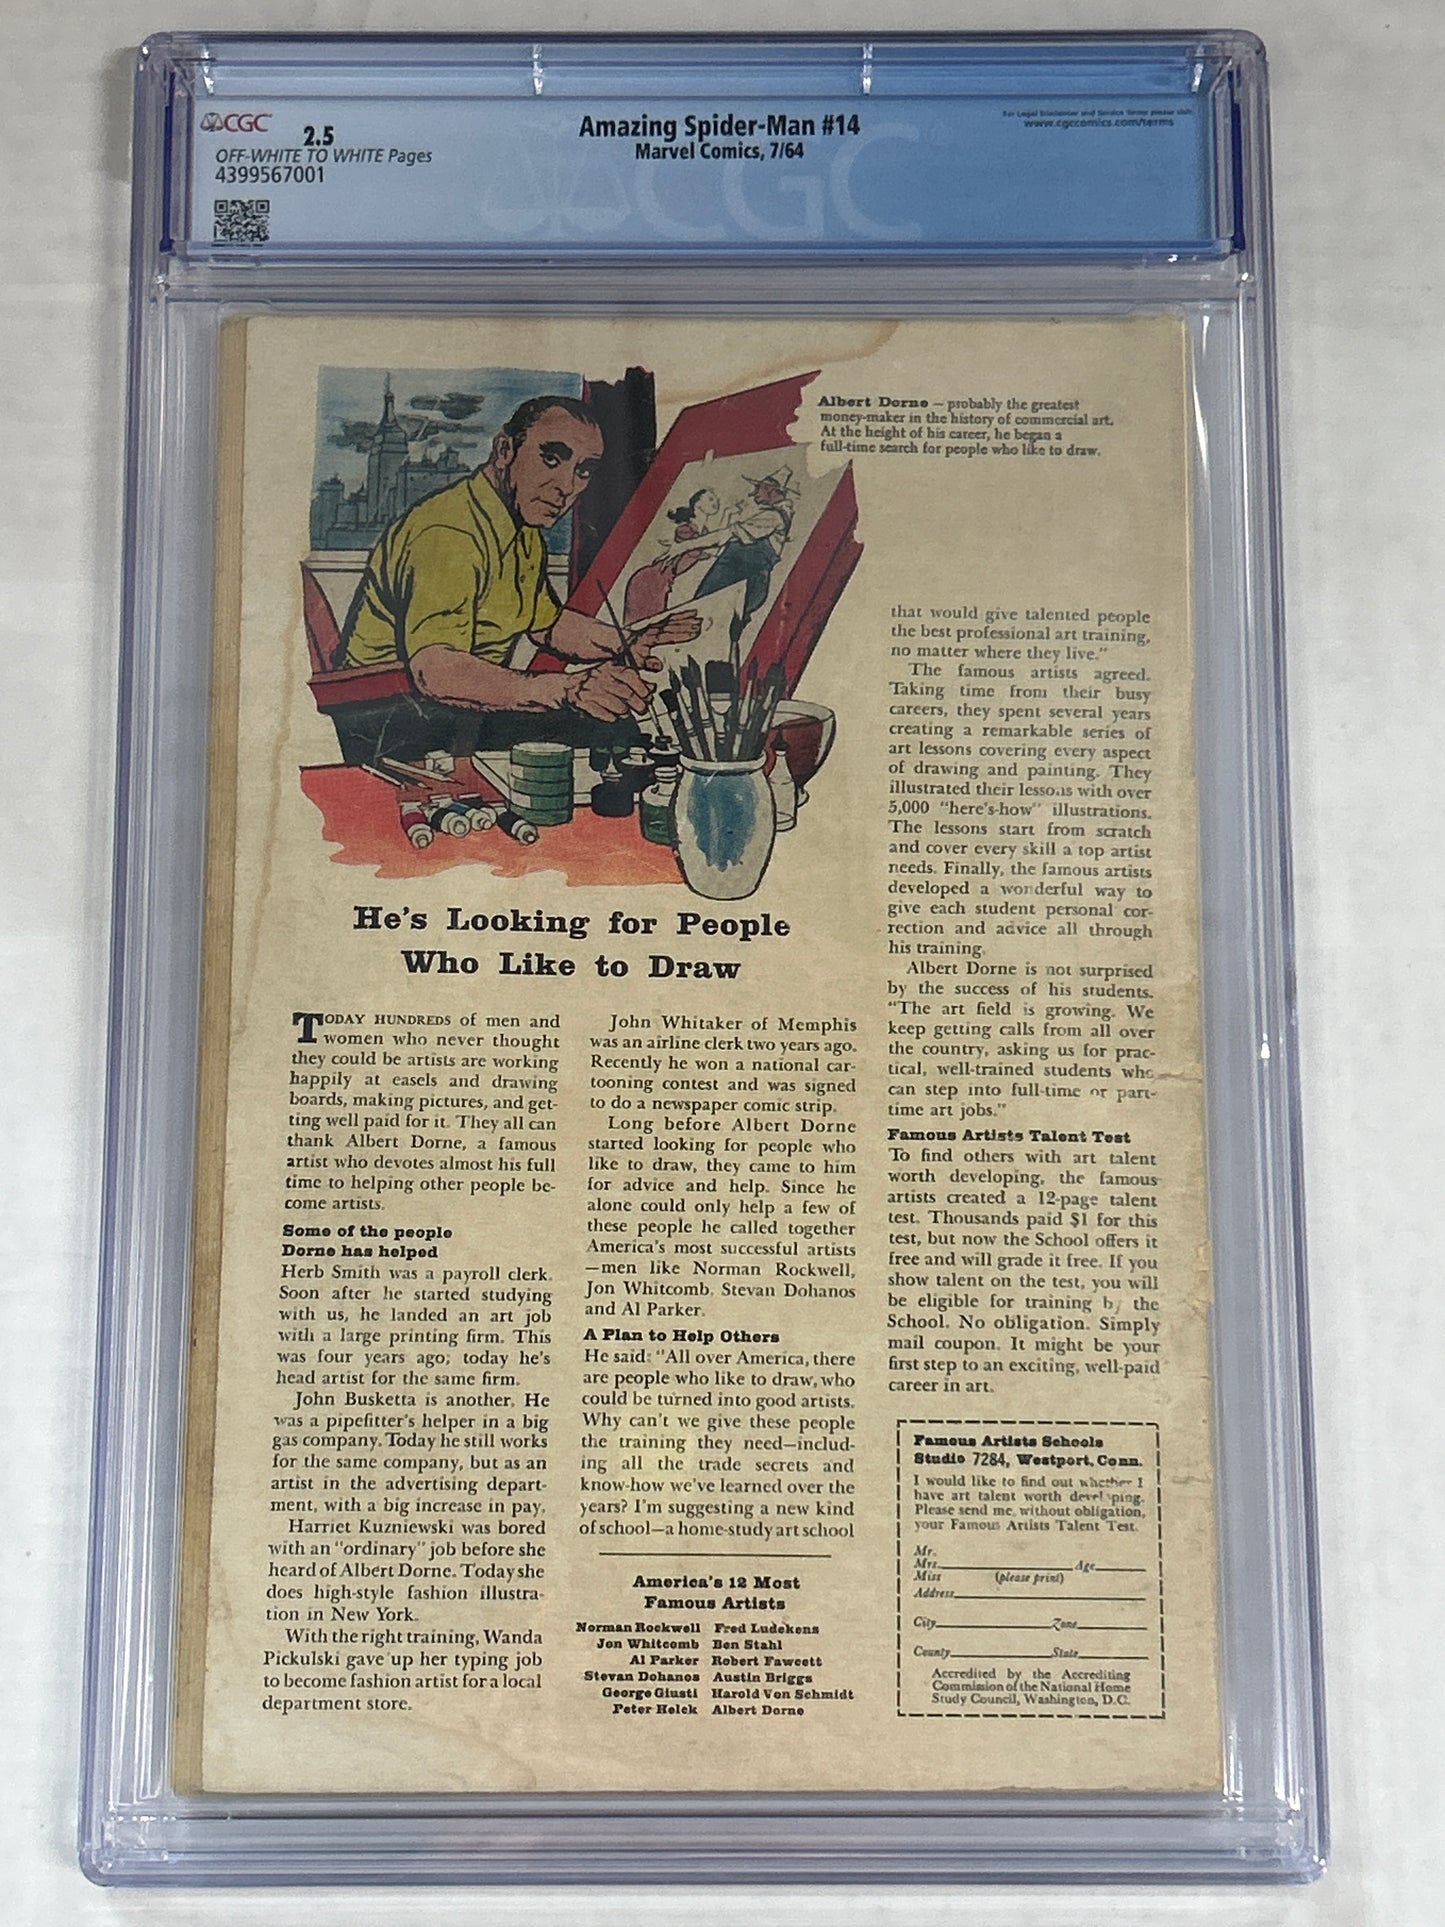 CGC
2.5
OFF-WHITE TO WHITE Pages
4399567001
Amazing Spider-Man #14
Marvel Comics, 7/64
For Legal Disclaimer and Service Terms please visit:
www.cgccomics.com/terms
CGC
Albert Dorne – probably the greatest
money-maker in the history of commercial art.
At the height of his career, he began a
full-time search for people who like to draw.
He's Looking for People
Who Like to Draw
TODAY HUNDREDS of men and
women who never thought
they could be artists are working
happily at easels and drawing
boards, making pictures, and get-
ting well paid for it. They all can
thank Albert Dorne, a famous
artist who devotes almost his full
time to helping other people be-
come artists.
Some of the people
Dorne has helped
Herb Smith was a payroll clerk.
Soon after he started studying
with us, he landed an art job
with a large printing firm. This
was four years ago; today he's
head artist for the same firm.
John Busketta is another. He
was a pipefitter's helper in a big
gas company. Today he still works
for the same company, but as an
artist in the advertising depart-
ment, with a big increase in pay.
Harriet Kuzniewski was bored
with an "ordinary" job before she
heard of Albert Dorne. Today she
does high-style fashion illustra-
tion in New York.
With the right training, Wanda
Pickulski gave up her typing job
to become fashion artist for a local
department store.
John Whitaker of Memphis
was an airline clerk two years ago.
Recently he won a national car-
tooning contest and was signed
to do a newspaper comic strip.
Long before Albert Dorne
started looking for people who
like to draw, they came to him
for advice and help. Since he
alone could only help a few of
these people he called together
America's most successful artists
—men like Norman Rockwell,
Jon Whitcomb, Stevan Dohanos
and Al Parker.
A Plan to Help Others
He said: "All over America, there
are people who like to draw, who
could be turned into good artists.
Why can't we give these people
the training they need—includ-
ing all the trade secrets and
know-how we've learned over the
years? I'm suggesting a new kind
of school—a home-study art school
that would give talented people
the best professional art training,
no matter where they live."
The famous artists agreed.
Taking time from their busy
careers, they spent several years
creating a remarkable series of
art lessons covering every aspect
of drawing and painting. They
illustrated their lessons with over
5,000 "here's-how" illustrations.
The lessons start from scratch
and cover every skill a top artist
needs. Finally, the famous artists
developed a wonderful way to
give each student personal cor-
rection and advice all through
his training.
Albert Dorne is not surprised
by the success of his students.
"The art field is growing. We
keep getting calls from all over
the country, asking us for prac-
tical, well-trained students who
can step into full-time or part-
time art jobs."
Famous Artists Talent Test
To find others with art talent
worth developing, the famous
artists created a 12-page talent
test. Thousands paid $1 for this
test, but now the School offers it
free and will grade it free. If you
show talent on the test, you will
be eligible for training by the
School. No obligation. Simply
mail coupon. It might be your
first step to an exciting, well-paid
career in art.
America's 12 Most
Famous Artists
Norman Rockwell Fred Ludekens
Jon Whitcomb Ben Stahl
Al Parker Robert Fawcett
Stevan Dohanos Austin Briggs
George Giusti Harold Von Schmidt
Peter Helck Albert Dorne
Famous Artists Schools
Studio 7284, Westport, Conn.
I would like to find out whether I
have art talent worth developing.
Please send me, without obligation,
your Famous Artists Talent Test.
Mr.
Mrs. Age
Miss (please print)
Address
City Zone
County State
Accredited by the Accrediting
Commission of the National Home
Study Council, Washington, D.C.